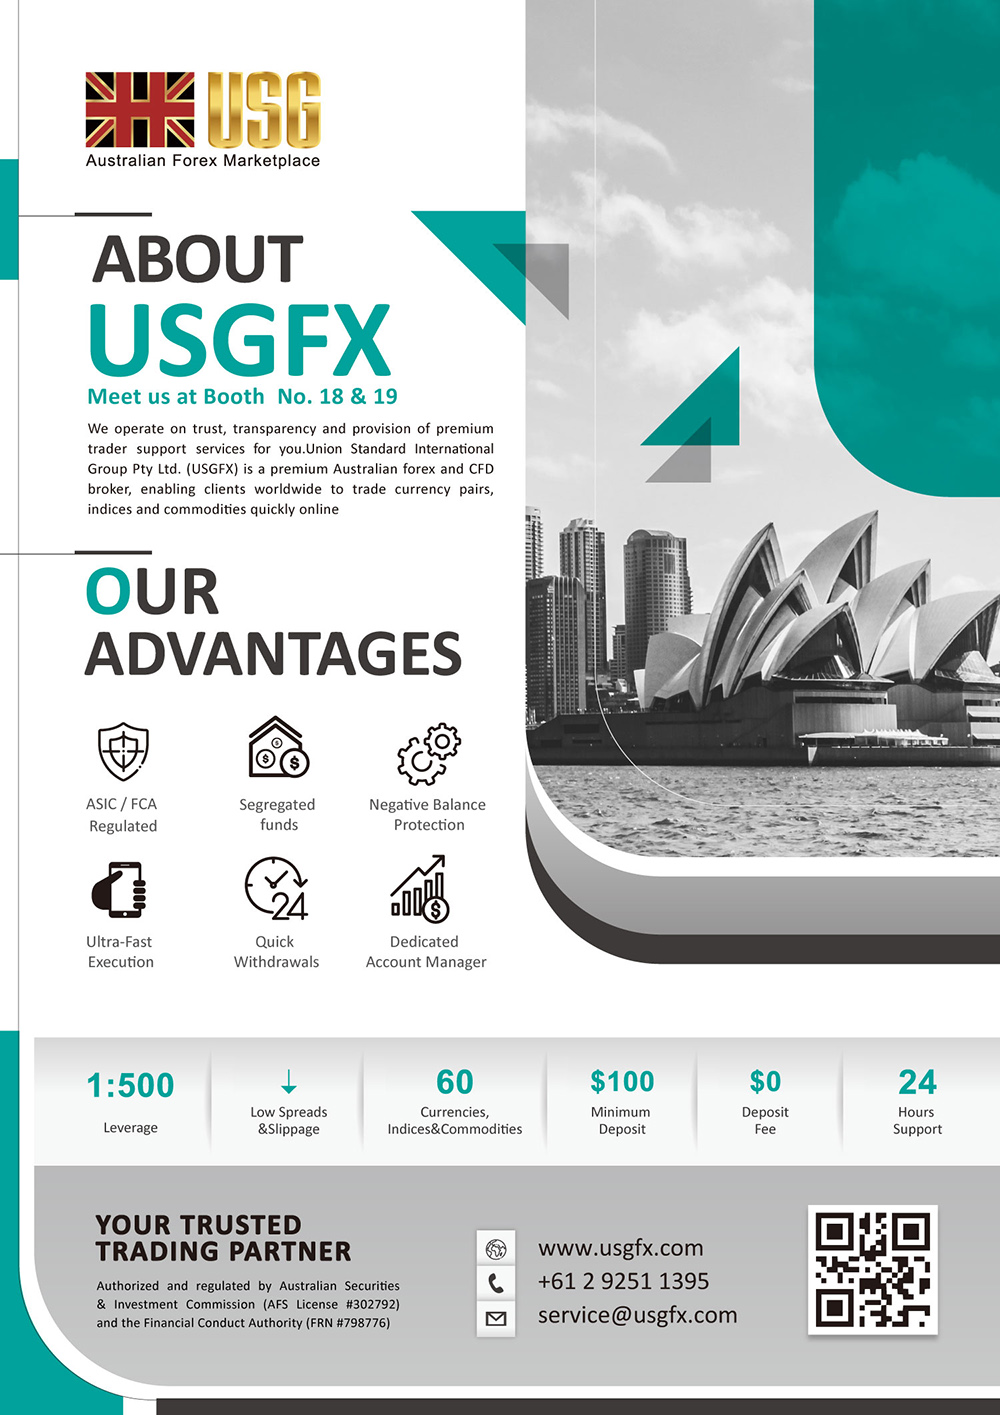 USG
Australian Forex Marketplace
ABOUT
USGFX
Meet us at Booth  No. 18 & 19
We operate on trust, transparency and provision of premium
trader support services for you.Union Standard International
Group Pty Ltd. (USGFX) is a premium Australian forex and CFD
broker, enabling clients worldwide to trade currency pairs,
indices and commodities quickly online
OUR
ADVANTAGES
ASIC / FCA
Regulated
Segregated
funds
Negative Balance
Protection
Ultra-Fast
Execution
24
Quick
Withdrawals
Dedicated
Account Manager
1:500
Leverage
Low Spreads
&Slippage
60
Currencies,
Indices&Commodities
$100
Minimum
Deposit
$0
Deposit
Fee
24
Hours
Support
YOUR TRUSTED
TRADING PARTNER
Authorized and regulated by Australian Securities
& Investment Commission (AFS License #302792)
and the Financial Conduct Authority (FRN #798776)
www.usgfx.com
+61 2 9251 1395
service@usgfx.com